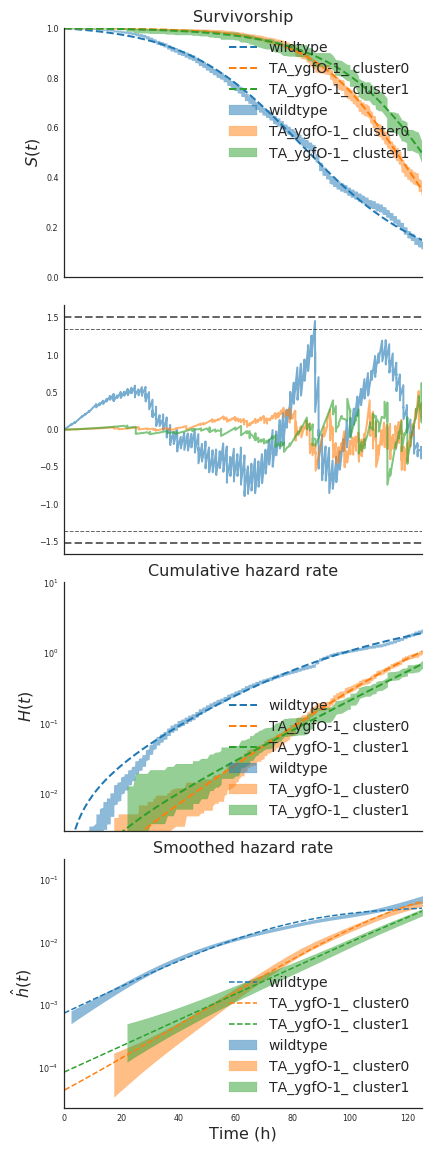 Survivorship
1.0
0.8
0.6
0.4
0.2
0.0
S(t)
wildtype
TA_ygfO-1_ cluster0
TA_ygfO-1_ cluster1
wildtype
TA_ygfO-1_ cluster0
TA_ygfO-1_ cluster1
1.5
1.0
0.5
0.0
−0.5
−1.0
−1.5
Cumulative hazard rate
10¹
10⁰
10⁻¹
10⁻²
H(t)
wildtype
TA_ygfO-1_ cluster0
TA_ygfO-1_ cluster1
wildtype
TA_ygfO-1_ cluster0
TA_ygfO-1_ cluster1
Smoothed hazard rate
10⁻¹
10⁻²
10⁻³
10⁻⁴
ĥ(t)
wildtype
TA_ygfO-1_ cluster0
TA_ygfO-1_ cluster1
wildtype
TA_ygfO-1_ cluster0
TA_ygfO-1_ cluster1
0 20 40 60 80 100 120
Time (h)